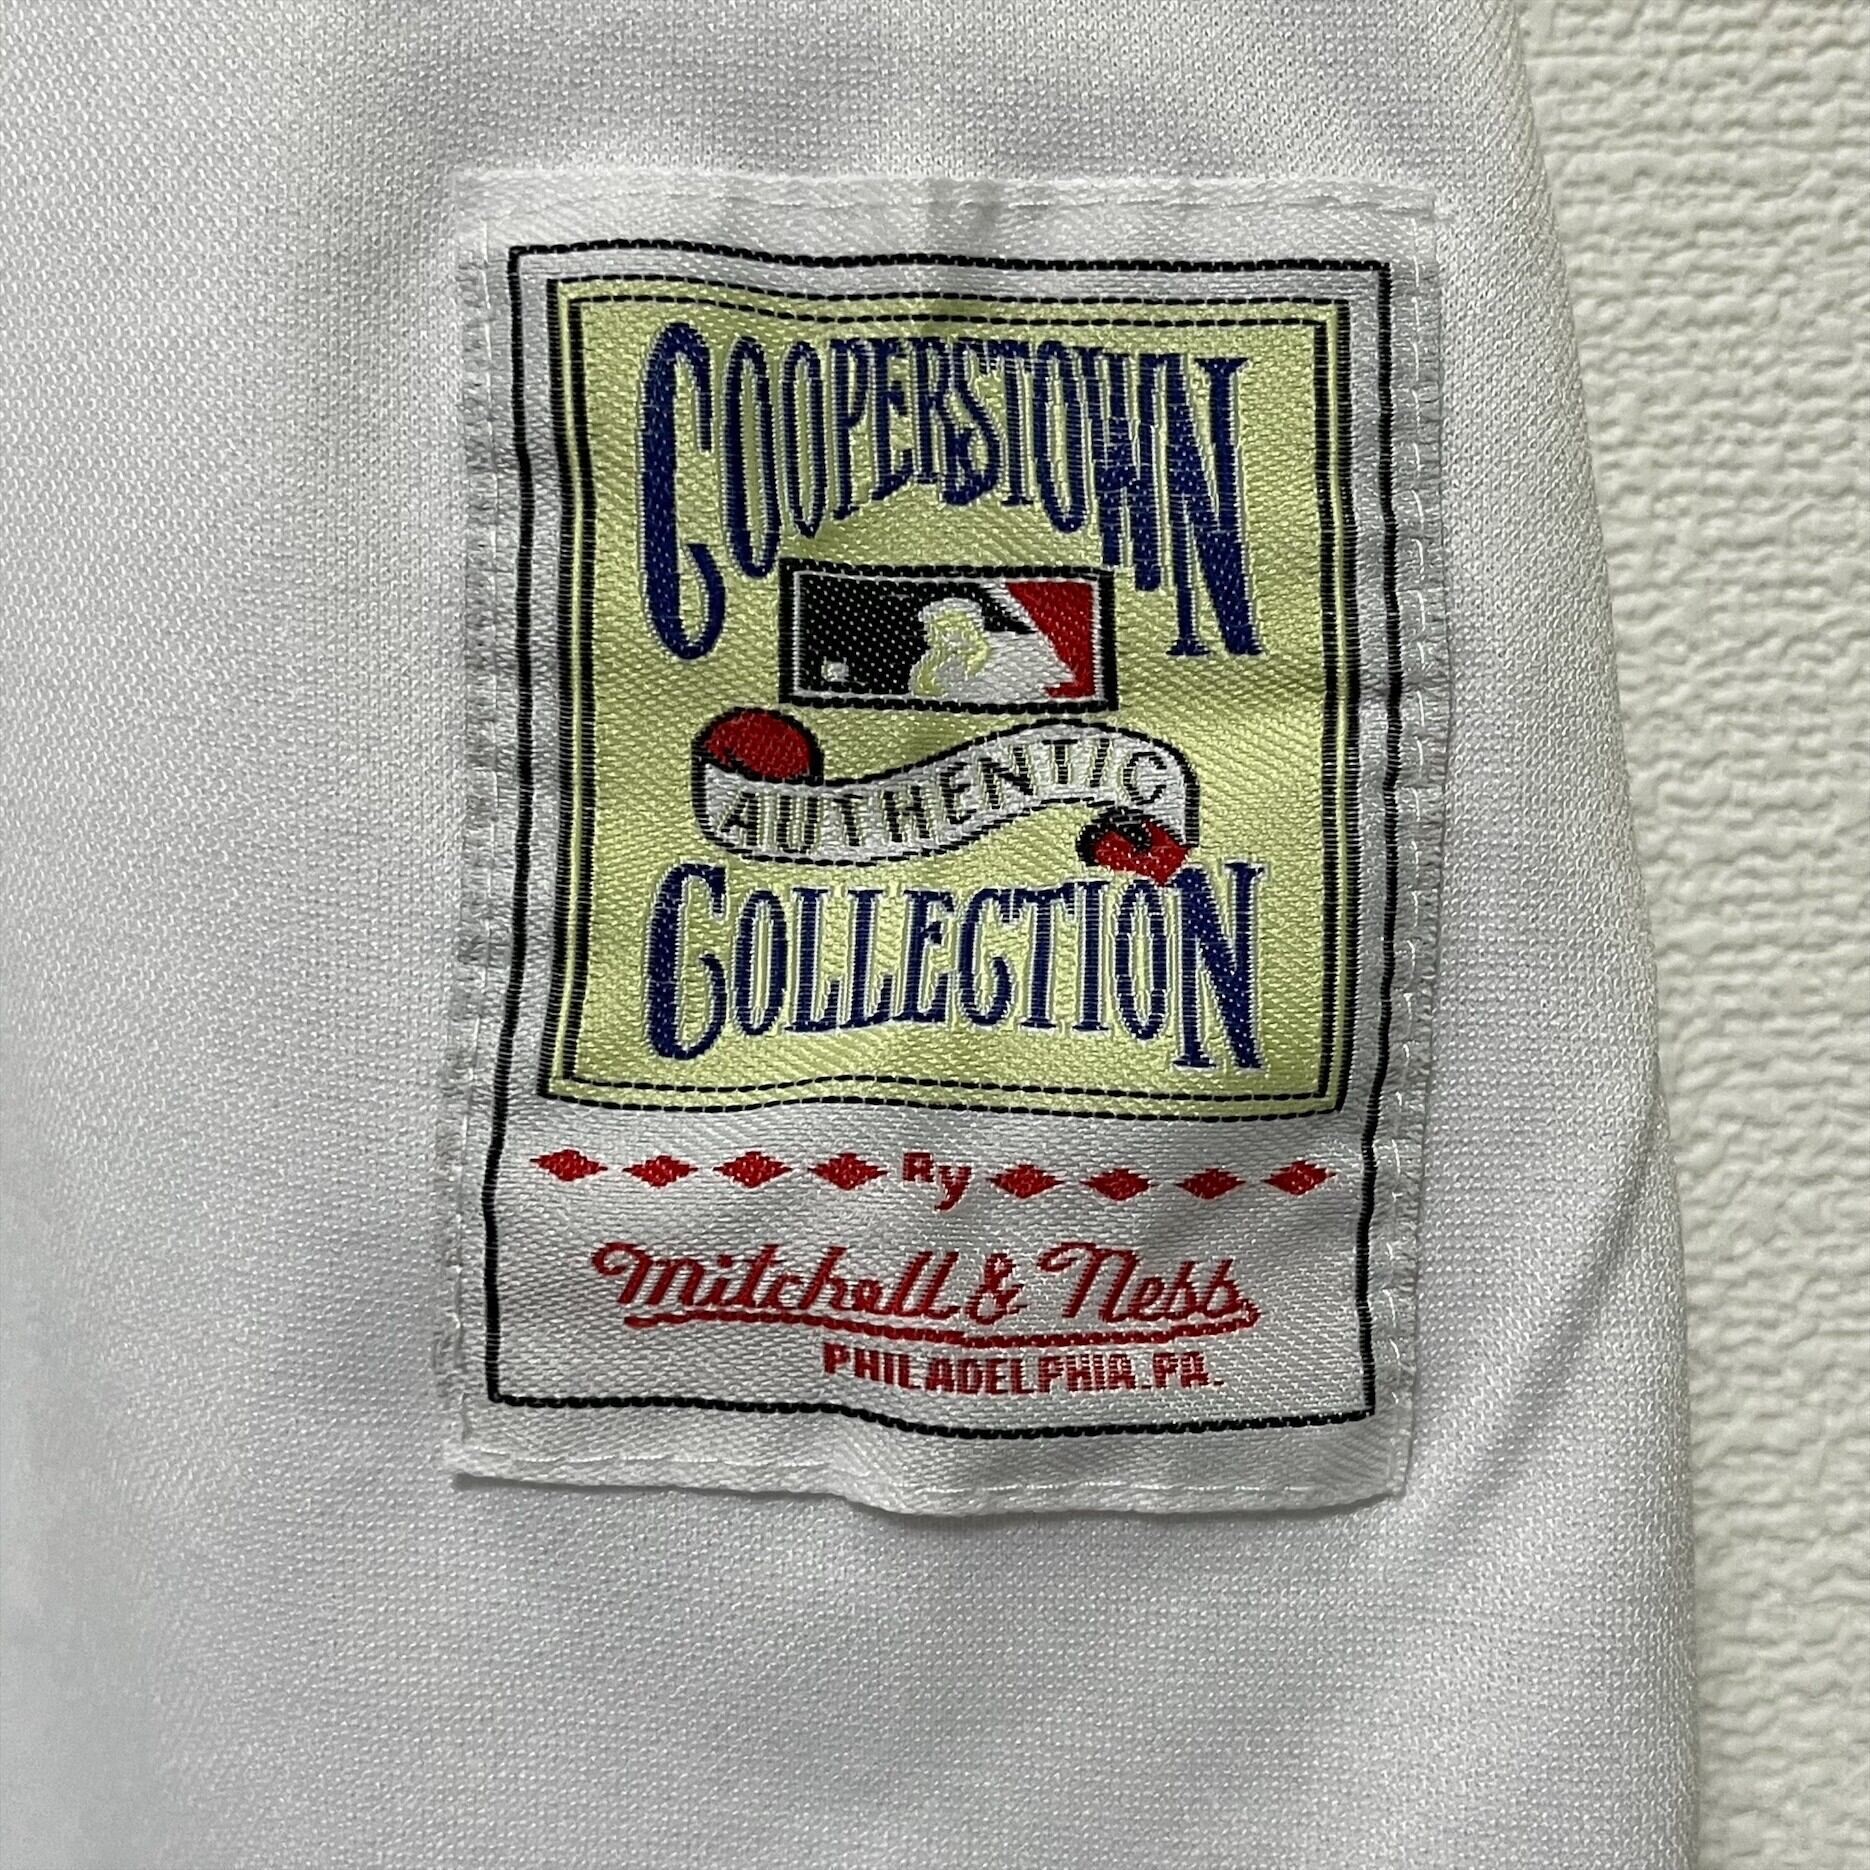 COOPERSTOWN
AUTHENTIC
COLLECTION
By
Mitchell & Ness
PHILADELPHIA.PA.